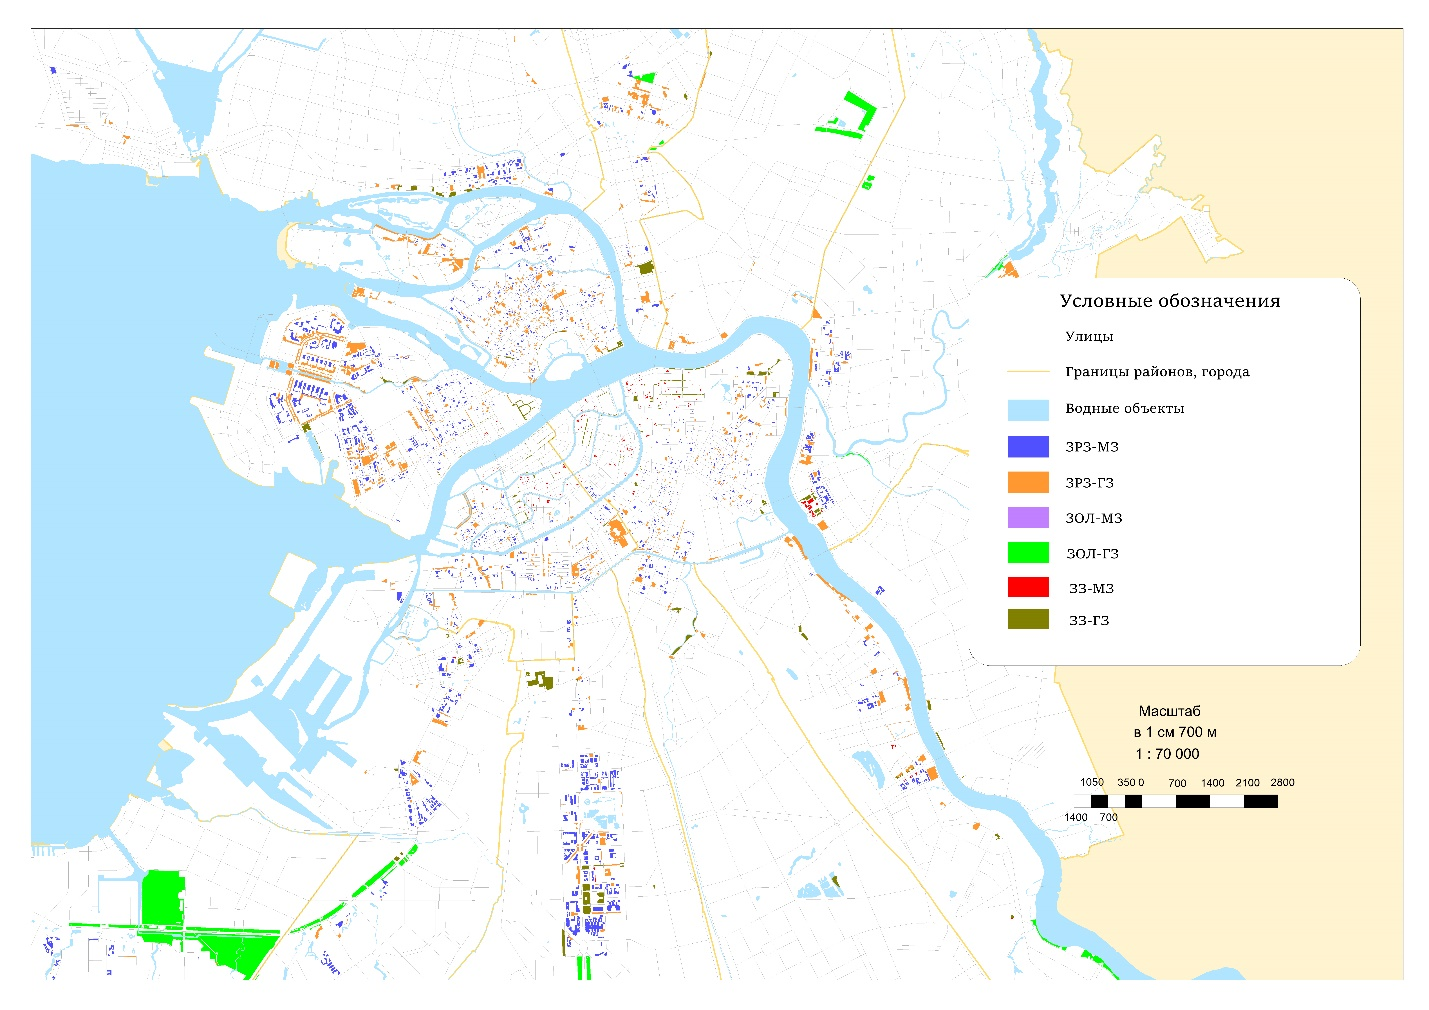 Условные обозначения
Улицы
Границы районов, города
Водные объекты
ЗРЗ-МЗ
ЗРЗ-ГЗ
ЗОЛ-МЗ
ЗОЛ-ГЗ
ЗЗ-МЗ
ЗЗ-ГЗ
Масштаб
в 1 см 700 м
1 : 70 000
1050 350 0 700 1400 2100 2800
1400 700